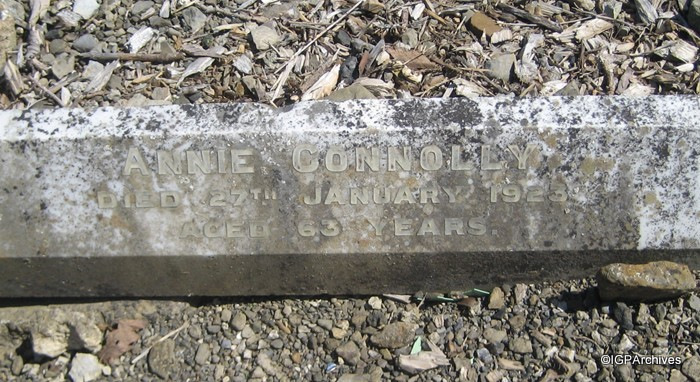 ANNIE CONNOLLY
DIED 27TH JANUARY 1923
AGED 63 YEARS.
©IGPArchives